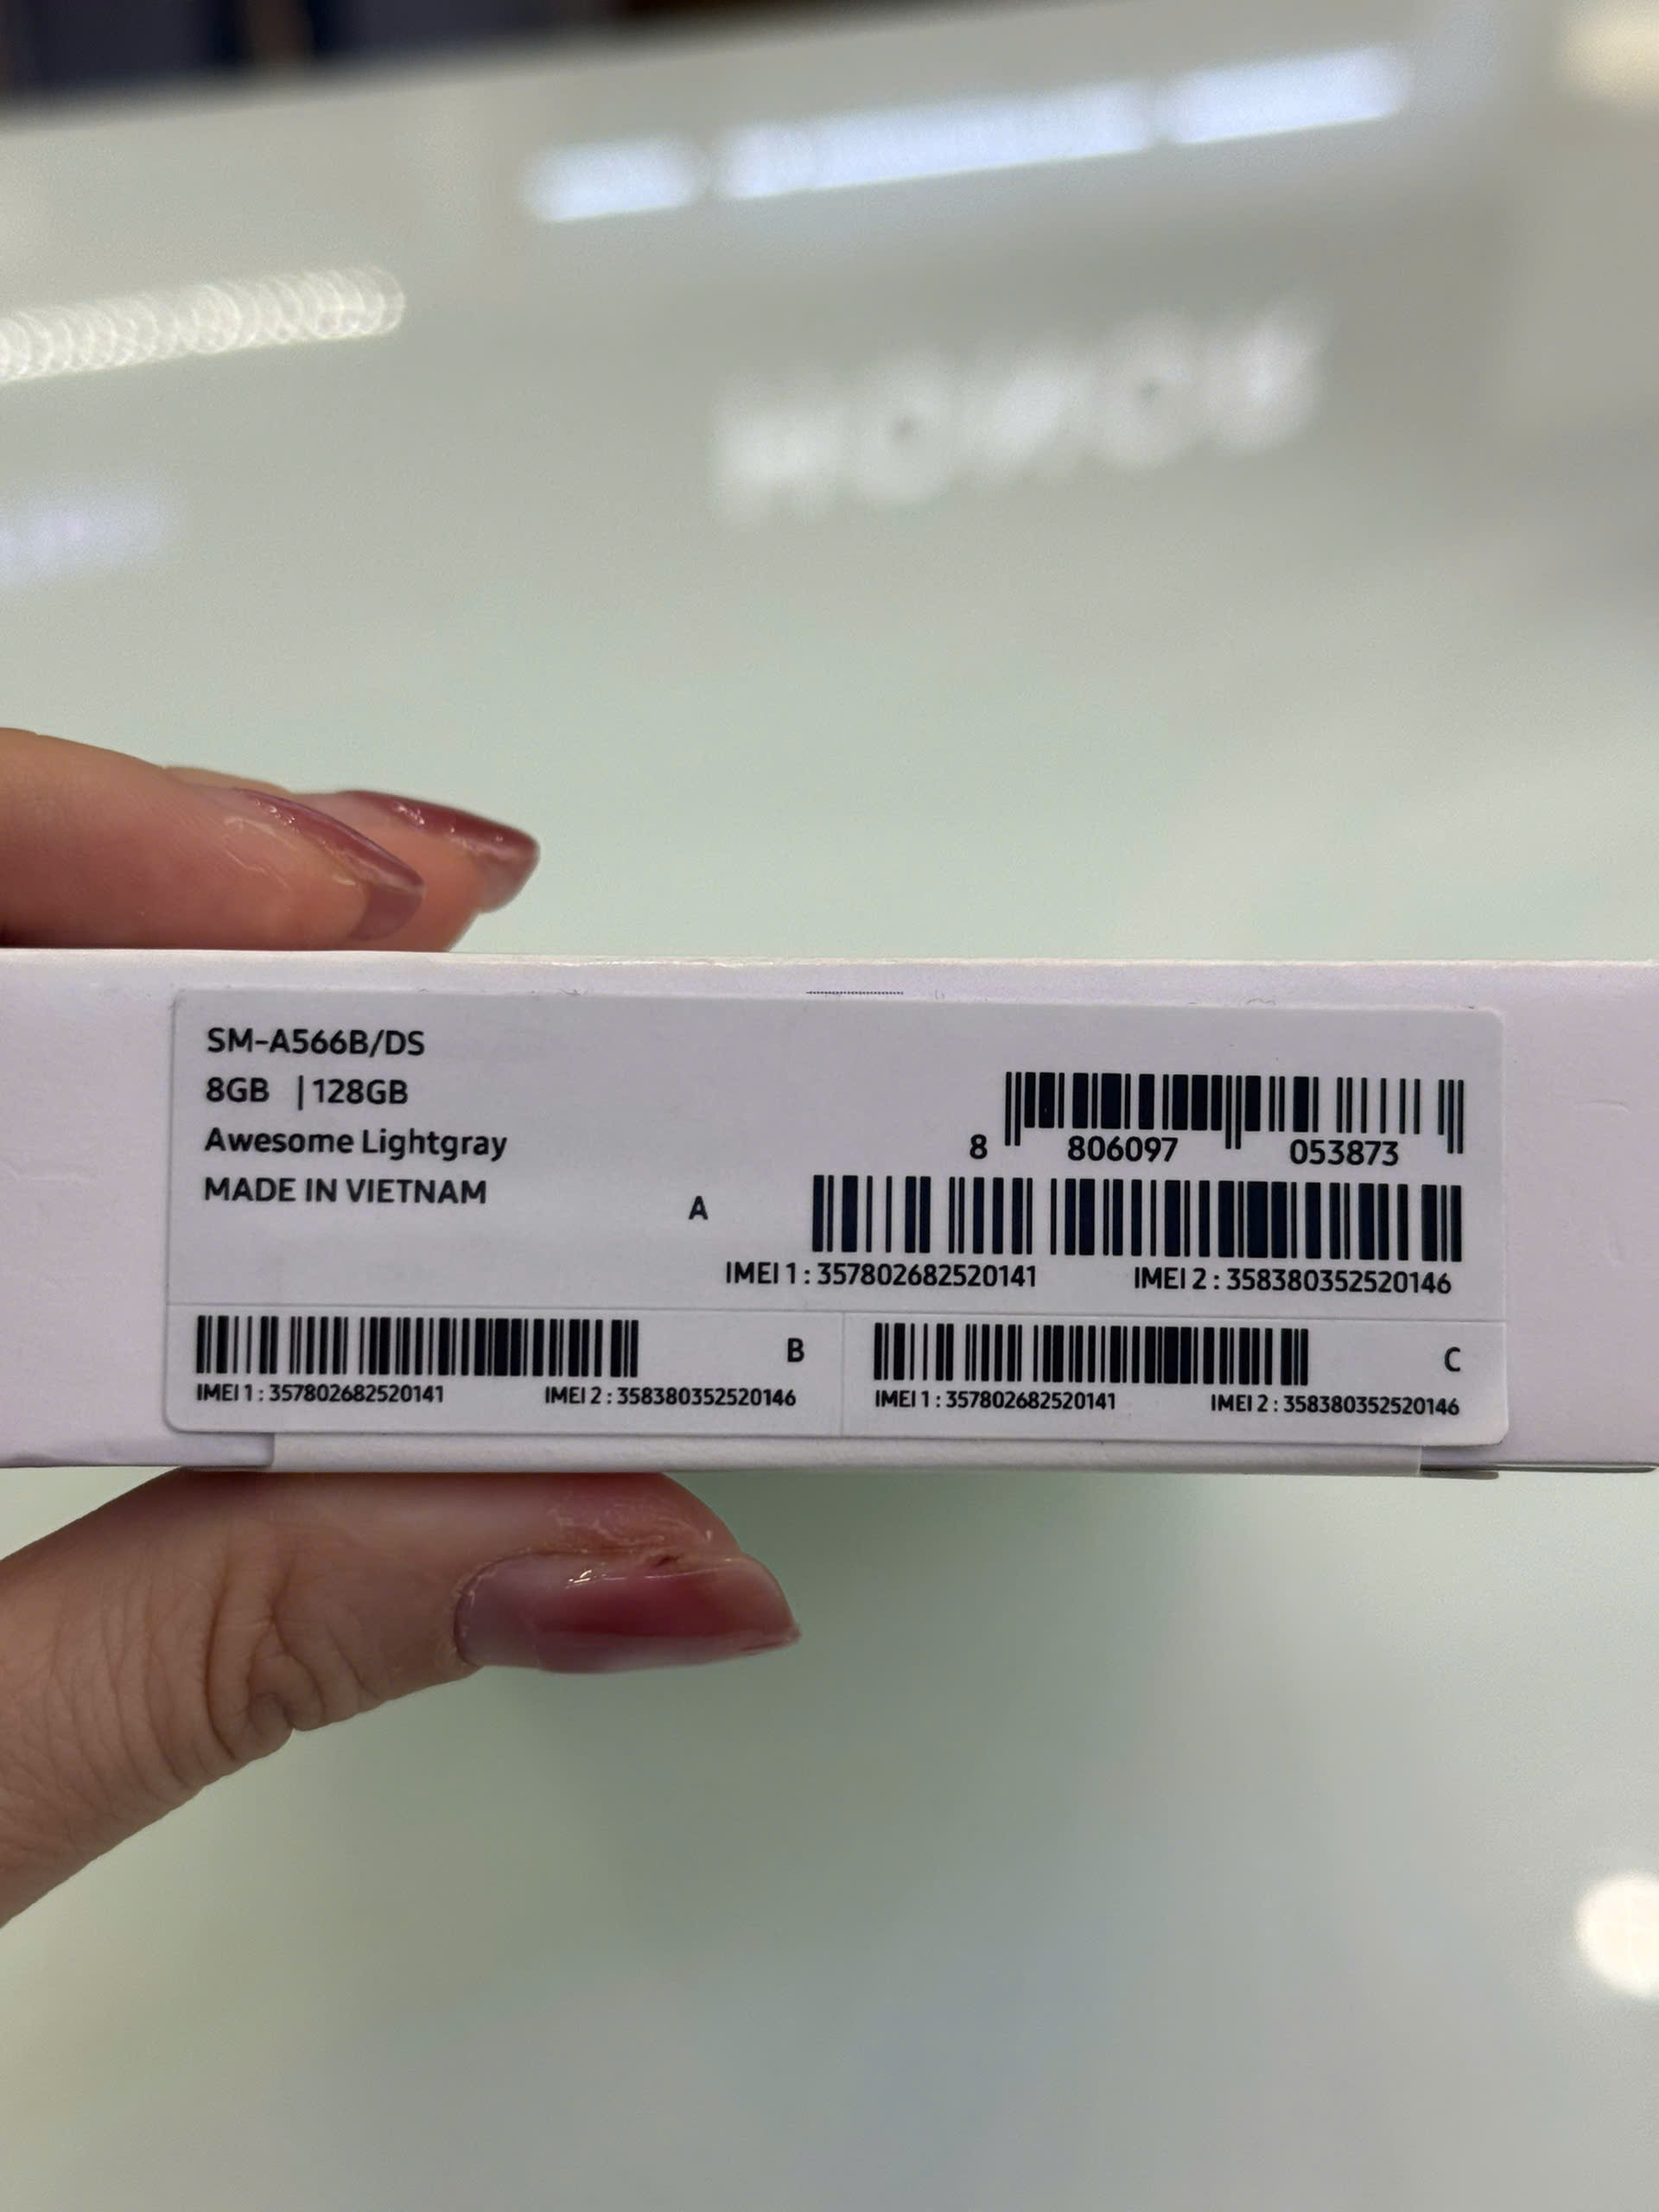 SM-A566B/DS
8GB | 128GB
Awesome Lightgray
MADE IN VIETNAM
8 806097 053873
A
IMEI 1 : 357802682520141 IMEI 2 : 358380352520146
B
IMEI 1 : 357802682520141 IMEI 2 : 358380352520146
C
IMEI 1 : 357802682520141 IMEI 2 : 358380352520146